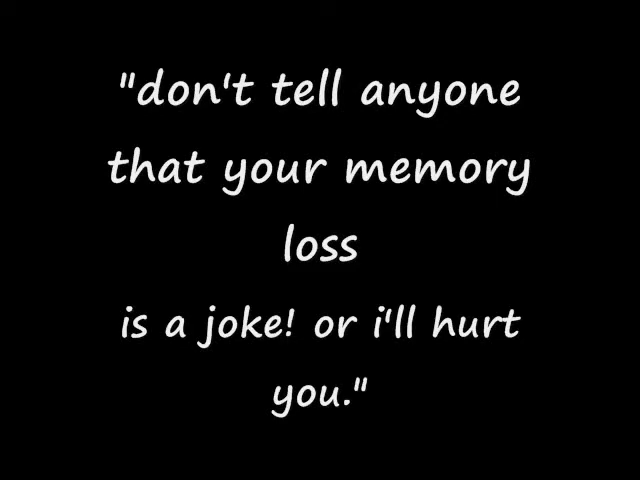 "don't tell anyone
that your memory
loss
is a joke! or i'll hurt
you."